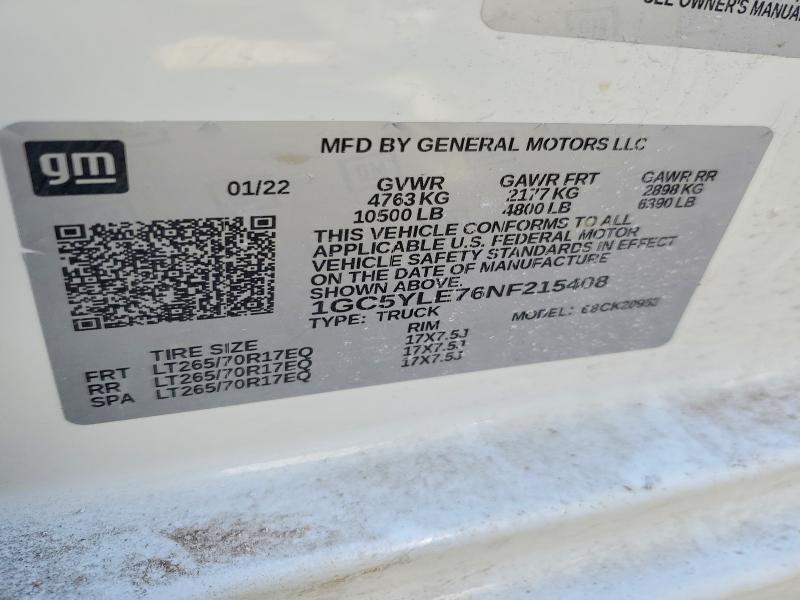 SEE OWNER'S MANUAL
gm
MFD BY GENERAL MOTORS LLC
01/22
GVWR
4763 KG
10500 LB
GAWR FRT
2177 KG
4800 LB
GAWR RR
2898 KG
6390 LB
THIS VEHICLE CONFORMS TO ALL
APPLICABLE U.S. FEDERAL MOTOR
VEHICLE SAFETY STANDARDS IN EFFECT
ON THE DATE OF MANUFACTURE
SHOWN ABOVE.
1GC5YLE76NF215408
TYPE: TRUCK
MODEL:
TIRE SIZE
RIM
FRT LT265/70R17EQ 17X7.5J
RR LT265/70R17EQ 17X7.5J
SPA LT265/70R17EQ 17X7.5J